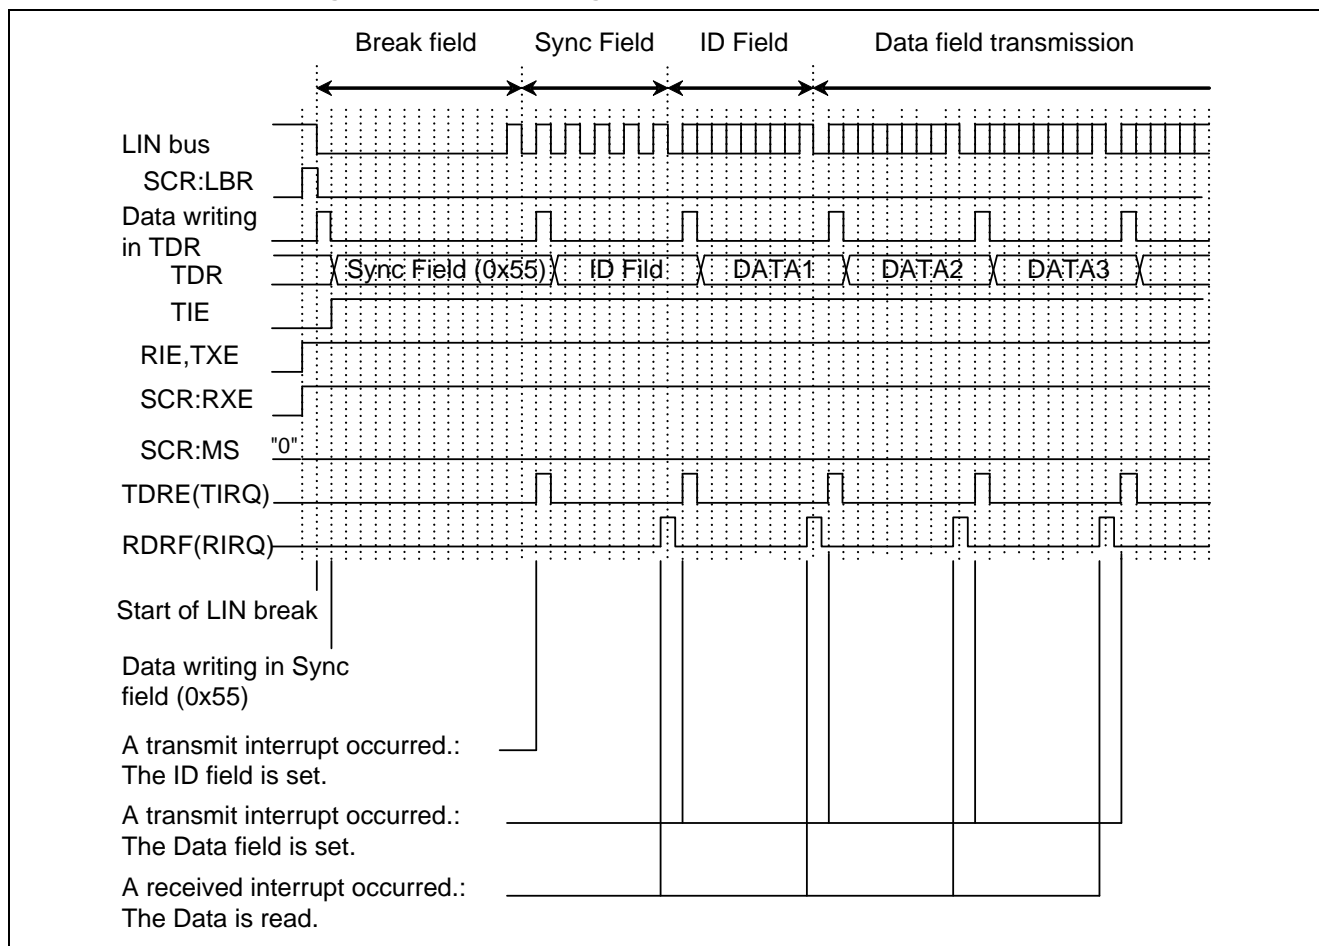 Break field Sync Field ID Field Data field transmission
LIN bus
SCR:LBR
Data writing
in TDR
TDR Sync Field (0x55) ID Fild DATA1 DATA2 DATA3
TIE
RIE,TXE
SCR:RXE
SCR:MS "0"
TDRE(TIRQ)
RDRF(RIRQ)
Start of LIN break
Data writing in Sync
field (0x55)
A transmit interrupt occurred.:
The ID field is set.
A transmit interrupt occurred.:
The Data field is set.
A received interrupt occurred.:
The Data is read.